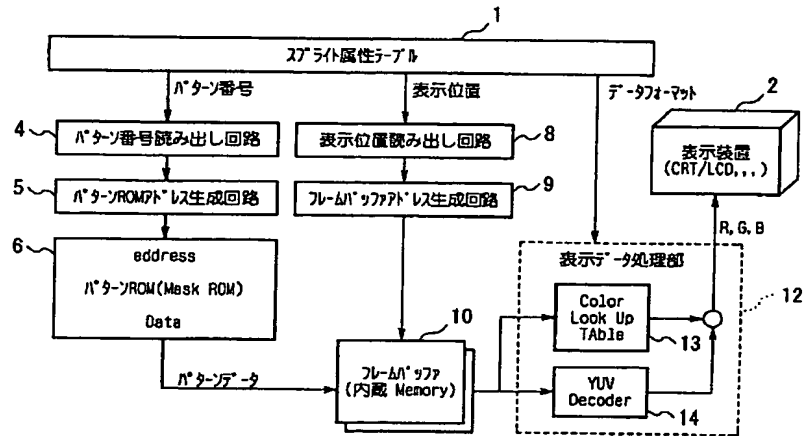 1
スプライト属性テーブル
パターン番号
表示位置
データフォーマット
2
4
パターン番号読み出し回路
表示位置読み出し回路
8
表示装置
(CRT/LCD,,,)
5
パターンROMアドレス生成回路
フレームバッファアドレス生成回路
9
R,G,B
6
address
パターンROM(Mask ROM)
Data
表示データ処理部
12
10
Color
Look Up
TAble
13
パターンデータ
フレームバッファ
(内蔵 Memory)
YUV
Decoder
14